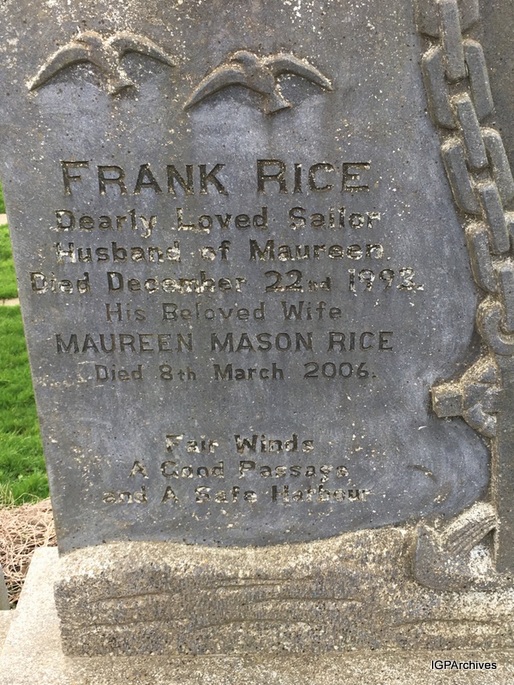 FRANK RICE
Dearly Loved Sailor
Husband of Maureen
Died December 22nd 1992.
His Beloved Wife
MAUREEN MASON RICE
Died 8th March 2006.
Fair Winds
A Good Passage
and A Safe Harbour
IGPArchives